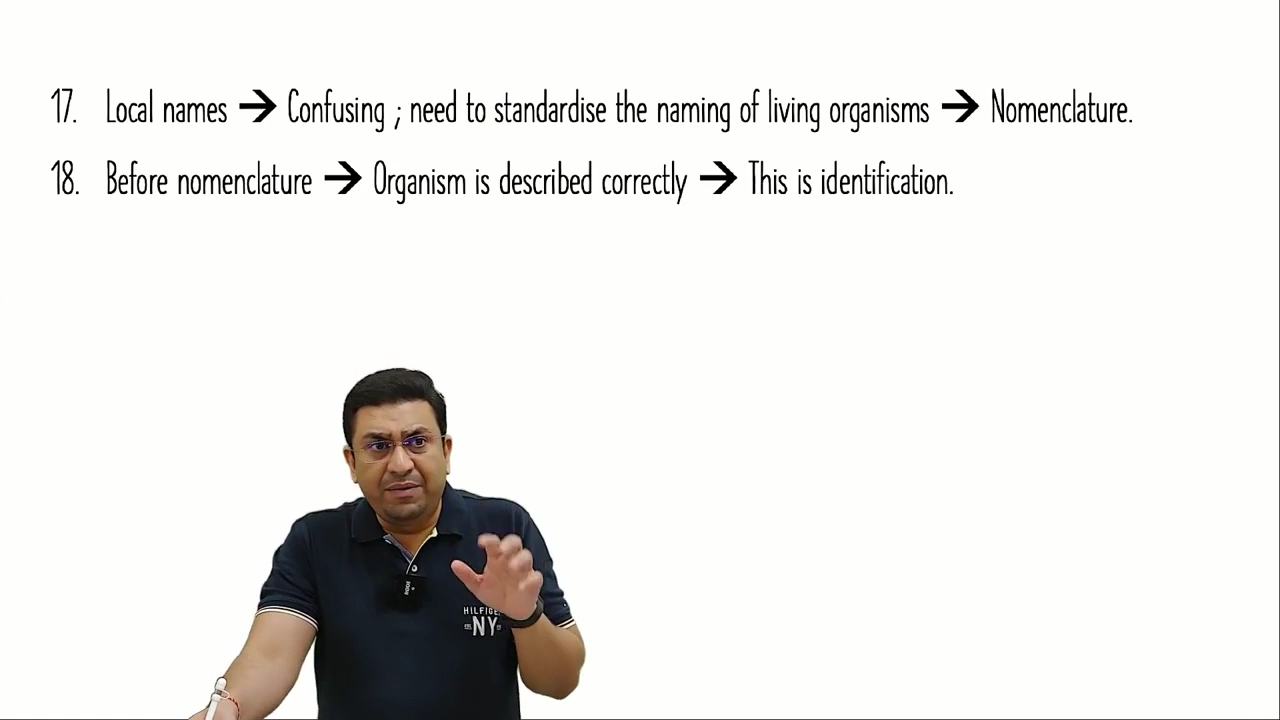 17. Local names → Confusing ; need to standardise the naming of living organisms → Nomenclature.
18. Before nomenclature → Organism is described correctly → This is identification.
HILFIGER
NY